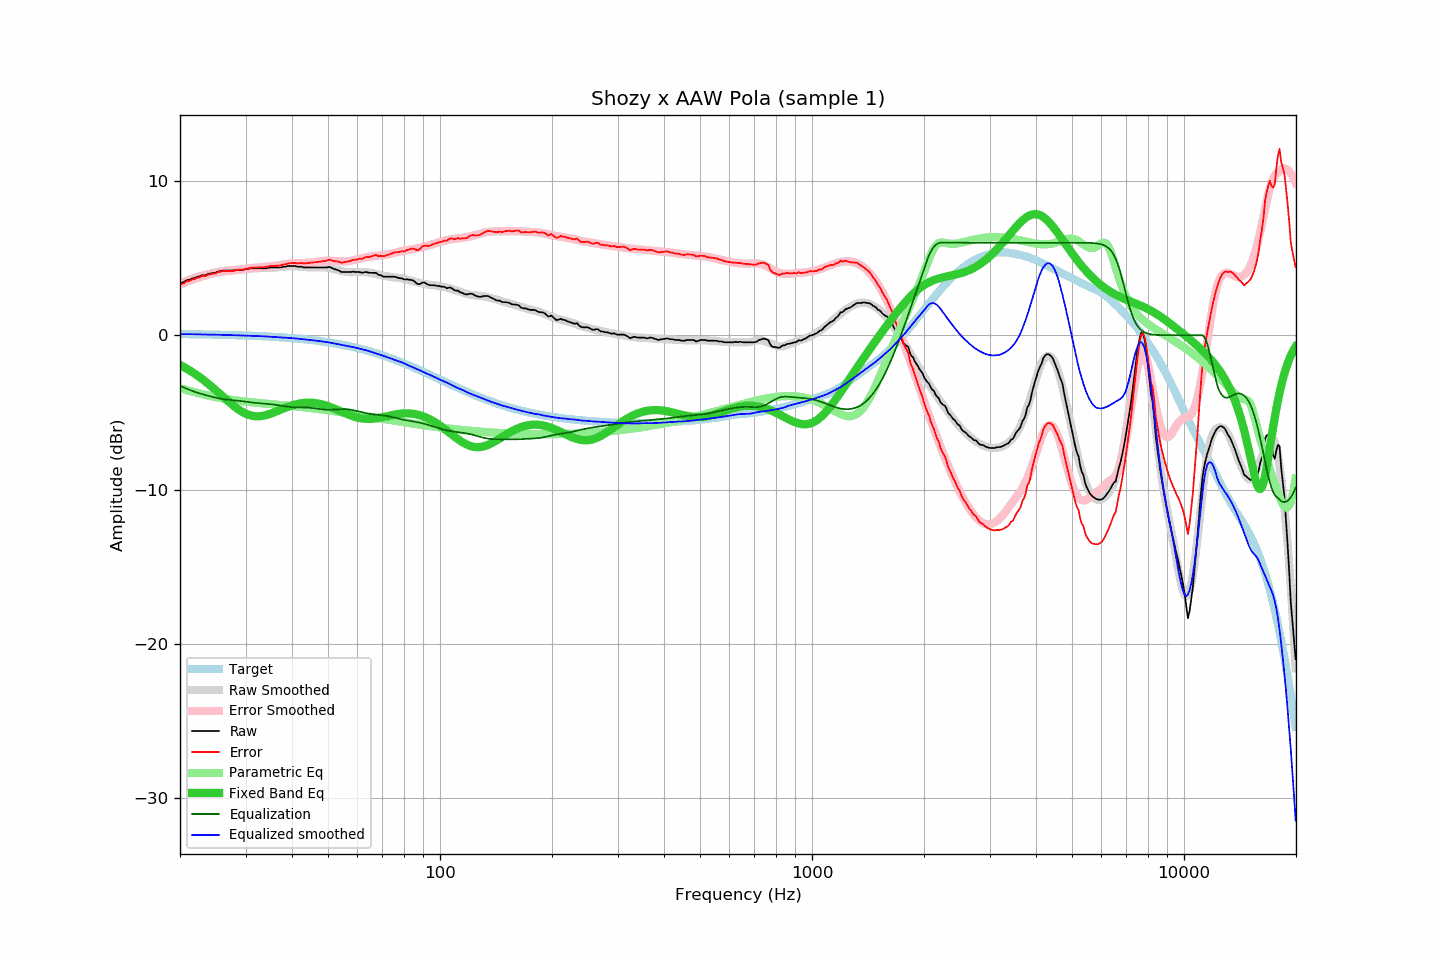 Shozy x AAW Pola (sample 1)
Amplitude (dBr)
10
0
−10
−20
−30
Target
Raw Smoothed
Error Smoothed
Raw
Error
Parametric Eq
Fixed Band Eq
Equalization
Equalized smoothed
100
1000
10000
Frequency (Hz)